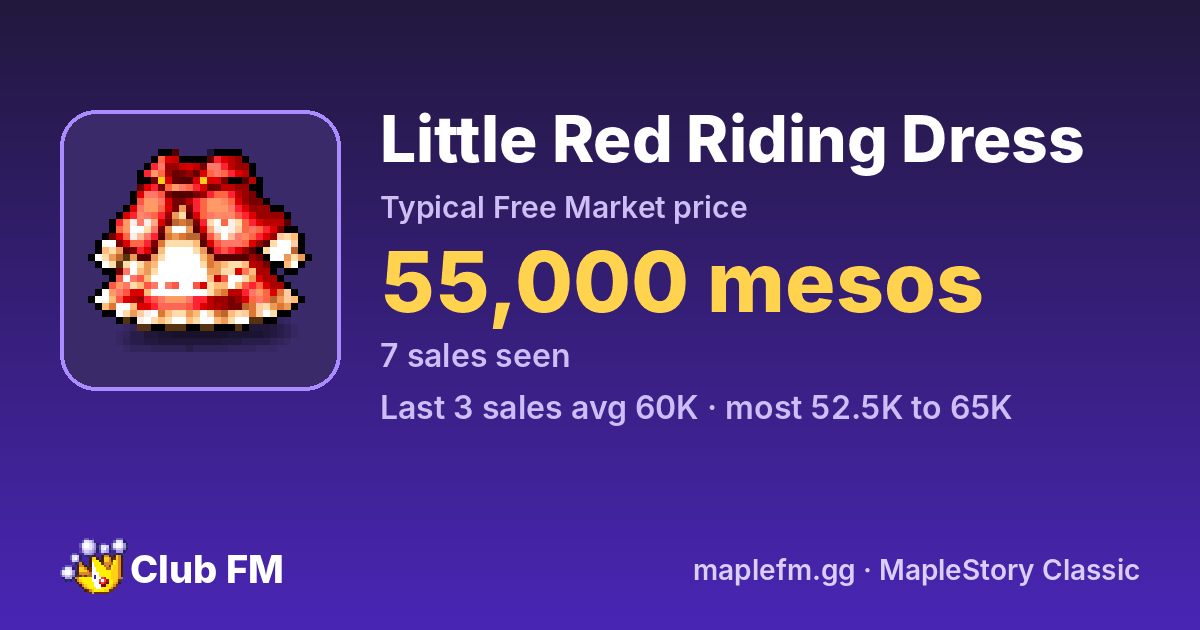 Little Red Riding Dress
Typical Free Market price
55,000 mesos
7 sales seen
Last 3 sales avg 60K · most 52.5K to 65K
Club FM
maplefm.gg · MapleStory Classic